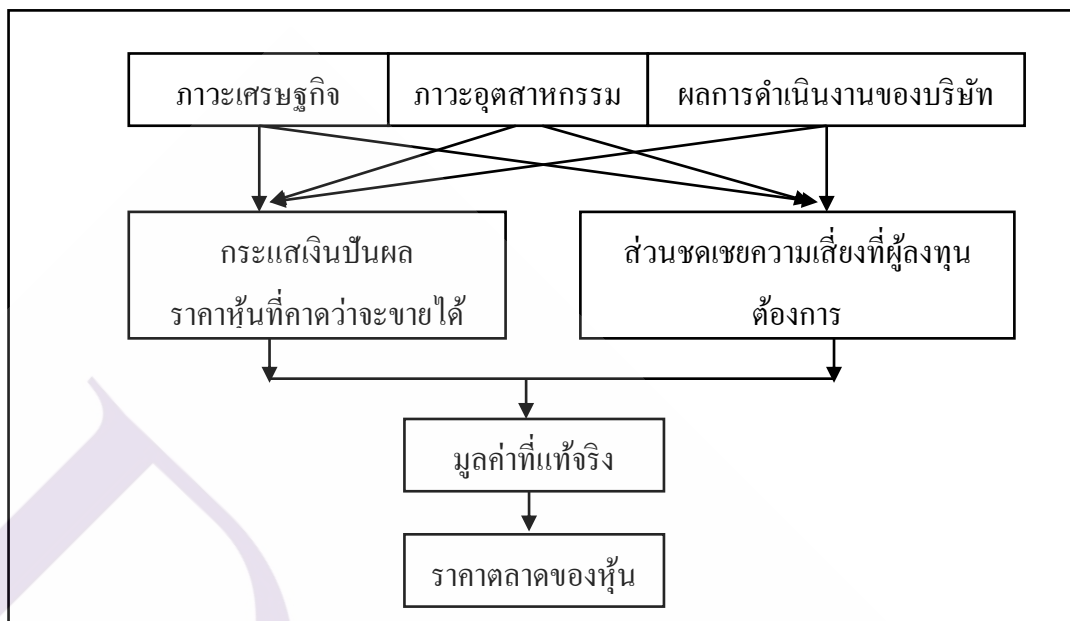 ภาวะเศรษฐกิจ
ภาวะอุตสาหกรรม
ผลการดำเนินงานของบริษัท
กระแสเงินปันผล
ราคาหุ้นที่คาดว่าจะขายได้
ส่วนชดเชยความเสี่ยงที่ผู้ลงทุน
ต้องการ
มูลค่าที่แท้จริง
ราคาตลาดของหุ้น